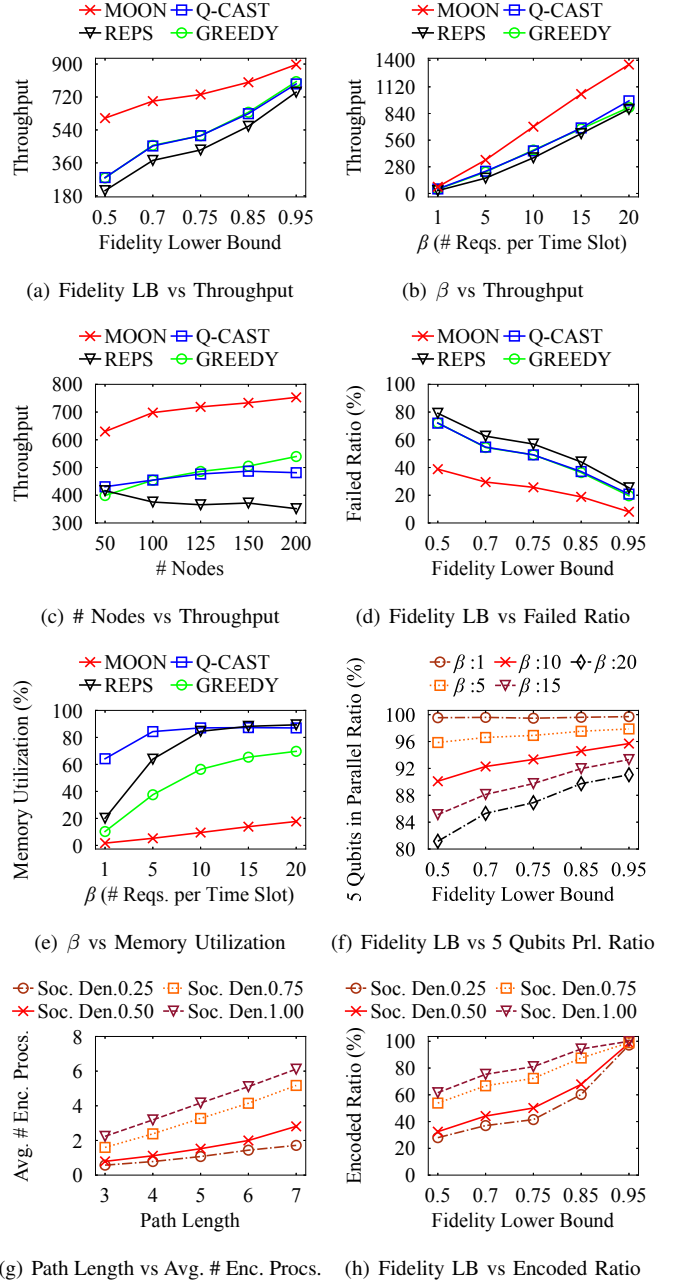 MOON Q-CAST
REPS GREEDY
Throughput
900
720
540
360
180
0.5 0.7 0.75 0.85 0.95
Fidelity Lower Bound
(a) Fidelity LB vs Throughput
MOON Q-CAST
REPS GREEDY
Throughput
1400
1120
840
560
280
0
1 5 10 15 20
β (# Reqs. per Time Slot)
(b) β vs Throughput
MOON Q-CAST
REPS GREEDY
Throughput
800
700
600
500
400
300
50 100 125 150 200
# Nodes
(c) # Nodes vs Throughput
MOON Q-CAST
REPS GREEDY
Failed Ratio (%)
100
80
60
40
20
0
0.5 0.7 0.75 0.85 0.95
Fidelity Lower Bound
(d) Fidelity LB vs Failed Ratio
MOON Q-CAST
REPS GREEDY
Memory Utilization (%)
100
80
60
40
20
0
1 5 10 15 20
β (# Reqs. per Time Slot)
(e) β vs Memory Utilization
β :1 β :10 β :20
β :5 β :15
5 Qubits in Parallel Ratio (%)
100
96
92
88
84
80
0.5 0.7 0.75 0.85 0.95
Fidelity Lower Bound
(f) Fidelity LB vs 5 Qubits Prl. Ratio
Soc. Den.0.25 Soc. Den.0.75
Soc. Den.0.50 Soc. Den.1.00
Avg. # Enc. Procs.
8
6
4
2
0
3 4 5 6 7
Path Length
(g) Path Length vs Avg. # Enc. Procs.
Soc. Den.0.25 Soc. Den.0.75
Soc. Den.0.50 Soc. Den.1.00
Encoded Ratio (%)
100
80
60
40
20
0
0.5 0.7 0.75 0.85 0.95
Fidelity Lower Bound
(h) Fidelity LB vs Encoded Ratio